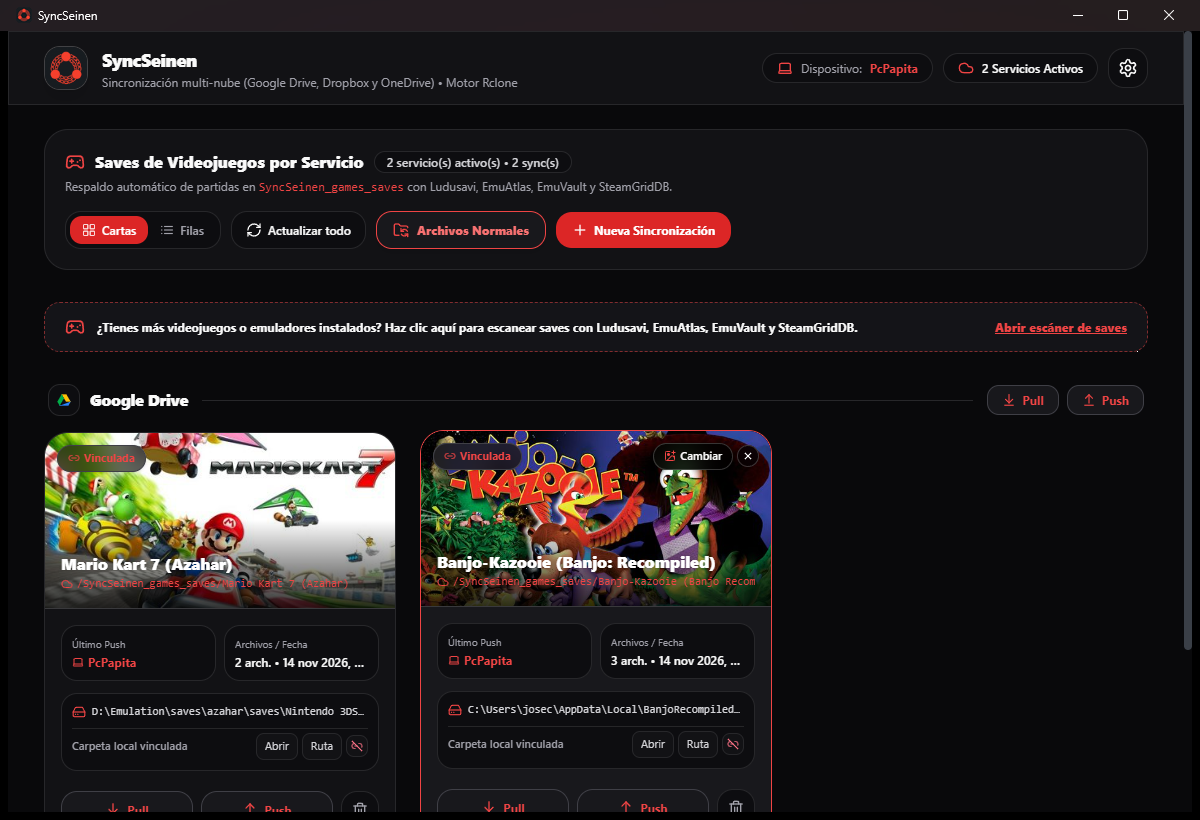 SyncSeinen
SyncSeinen
Sincronización multi-nube (Google Drive, Dropbox y OneDrive) • Motor Rclone
Dispositivo: PcPapita
2 Servicios Activos
Saves de Videojuegos por Servicio
2 servicio(s) activo(s) • 2 sync(s)
Respaldo automático de partidas en SyncSeinen_games_saves con Ludusavi, EmuAtlas, EmuVault y SteamGridDB.
Cartas
Filas
Actualizar todo
Archivos Normales
Nueva Sincronización
¿Tienes más videojuegos o emuladores instalados? Haz clic aquí para escanear saves con Ludusavi, EmuAtlas, EmuVault y SteamGridDB.
Abrir escáner de saves
Google Drive
Pull
Push
Vinculada
MARIOKART 7
Mario Kart 7 (Azahar)
/SyncSeinen_games_saves/Mario Kart 7 (Azahar)
Último Push
PcPapita
Archivos / Fecha
2 arch. • 14 nov 2026, ...
D:\Emulation\saves\azahar\saves\Nintendo 3DS…
Carpeta local vinculada
Abrir
Ruta
Pull
Push
Vinculada
Cambiar
BANJO-KAZOOIE™
Banjo-Kazooie (Banjo: Recompiled)
/SyncSeinen_games_saves/Banjo-Kazooie (Banjo Recom
Último Push
PcPapita
Archivos / Fecha
3 arch. • 14 nov 2026, ...
C:\Users\josec\AppData\Local\BanjoRecompiled…
Carpeta local vinculada
Abrir
Ruta
Pull
Push